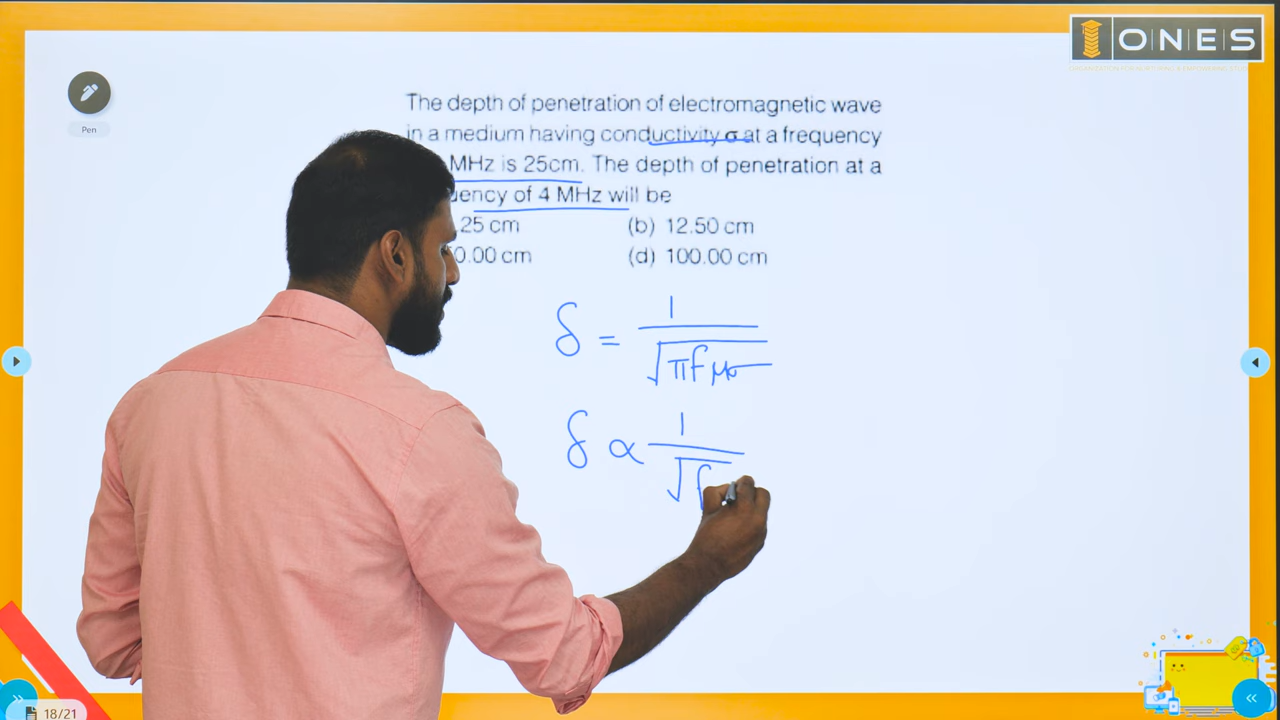 ONES
Pen
The depth of penetration of electromagnetic wave
in a medium having conductivity σ at a frequency
MHz is 25cm. The depth of penetration at a
of 4 MHz will be
25 cm (b) 12.50 cm
0.00 cm (d) 100.00 cm
δ = 1/√πfμσ
δ ∝ 1/√f
18/21